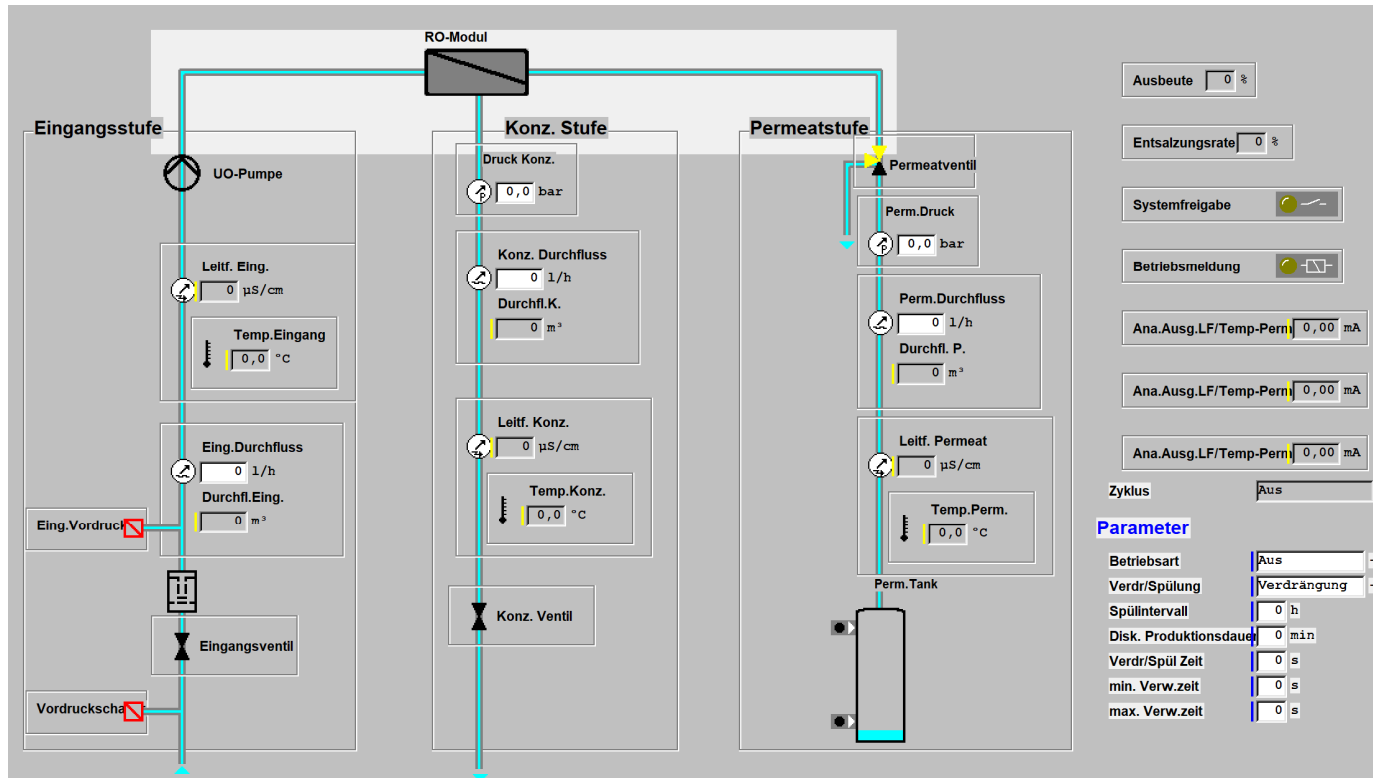 RO-Modul
Eingangsstufe
UO-Pumpe
Leitf. Eing.
0 µS/cm
Temp.Eingang
0,0 °C
Eing.Durchfluss
0 l/h
Durchfl.Eing.
0 m³
Eing.Vordruck
Eingangsventil
Vordruckscha
Konz. Stufe
Druck Konz.
P
0,0 bar
Konz. Durchfluss
0 l/h
Durchfl.K.
0 m³
Leitf. Konz.
0 µS/cm
Temp.Konz.
0,0 °C
Konz. Ventil
Permeatstufe
Permeatventil
Perm.Druck
P
0,0 bar
Perm.Durchfluss
0 l/h
Durchfl. P.
0 m³
Leitf. Permeat
0 µS/cm
Temp.Perm.
0,0 °C
Perm.Tank
Ausbeute 0 %
Entsalzungsrate 0 %
Systemfreigabe
Betriebsmeldung
Ana.Ausg.LF/Temp-Perm 0,00 mA
Ana.Ausg.LF/Temp-Perm 0,00 mA
Ana.Ausg.LF/Temp-Perm 0,00 mA
Zyklus Aus
Parameter
Betriebsart Aus
Verdr/Spülung Verdrängung
Spülintervall 0 h
Disk. Produktionsdauer 0 min
Verdr/Spül Zeit 0 s
min. Verw.zeit 0 s
max. Verw.zeit 0 s